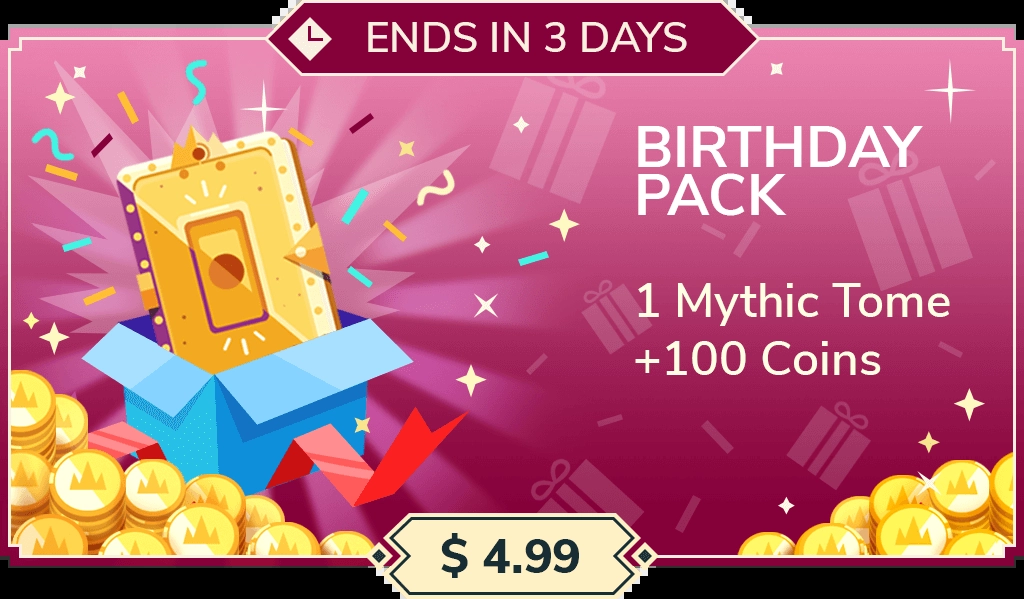 ENDS IN 3 DAYS
BIRTHDAY
PACK
1 Mythic Tome
+100 Coins
$ 4.99